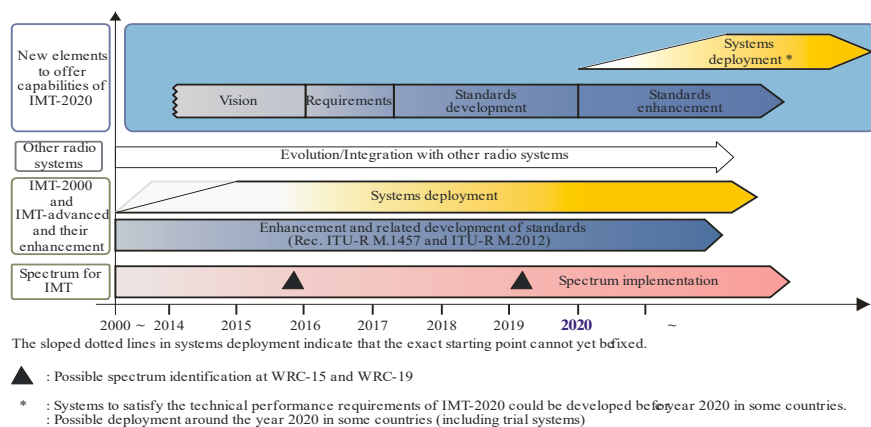 New elements
to offer
capabilities of
IMT-2020
Systems
deployment *
Vision
Requirements
Standards
development
Standards
enhancement
Other radio
systems
Evolution/Integration with other radio systems
IMT-2000
and
IMT-advanced
and their
enhancement
Systems deployment
Enhancement and related development of standards
(Rec. ITU-R M.1457 and ITU-R M.2012)
Spectrum for
IMT
Spectrum implementation
2000 ~ 2014 2015 2016 2017 2018 2019 2020 ~
The sloped dotted lines in systems deployment indicate that the exact starting point cannot yet be fixed.
: Possible spectrum identification at WRC-15 and WRC-19
* : Systems to satisfy the technical performance requirements of IMT-2020 could be developed before year 2020 in some countries.
: Possible deployment around the year 2020 in some countries (including trial systems)